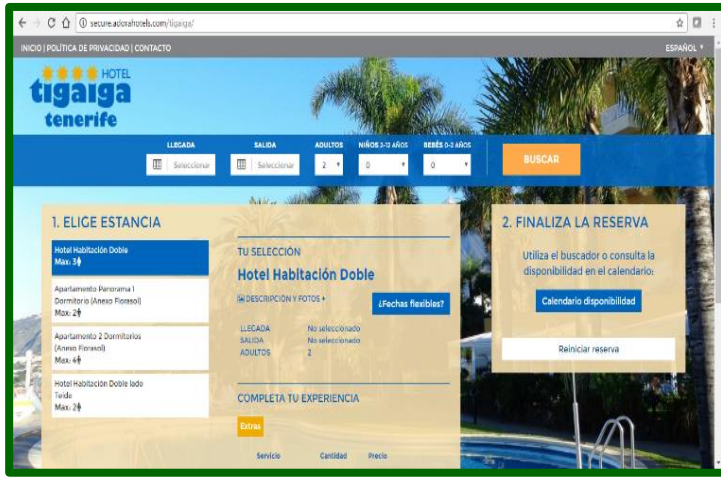 secure.adorahotels.com/tigaiga/
INICIO | POLÍTICA DE PRIVACIDAD | CONTACTO
ESPAÑOL
HOTEL
tigaiga
tenerife
LLEGADA SALIDA ADULTOS NIÑOS 2-12 AÑOS BEBÉS 0-2 AÑOS
Seleccionar Seleccionar 2 0 0
BUSCAR
1. ELIGE ESTANCIA
Hotel Habitación Doble
Max: 3
Apartamento Panorama 1
Dormitorio (Anexo Florasol)
Max: 2
Apartamento 2 Dormitorios
(Anexo Florasol)
Max: 4
Hotel Habitación Doble lado
Teide
Max: 2
TU SELECCIÓN
Hotel Habitación Doble
DESCRIPCIÓN Y FOTOS +
¿Fechas flexibles?
LLEGADA No seleccionado
SALIDA No seleccionado
ADULTOS 2
COMPLETA TU EXPERIENCIA
Extras
Servicio Cantidad Precio
2. FINALIZA LA RESERVA
Utiliza el buscador o consulta la
disponibilidad en el calendario:
Calendario disponibilidad
Reiniciar reserva